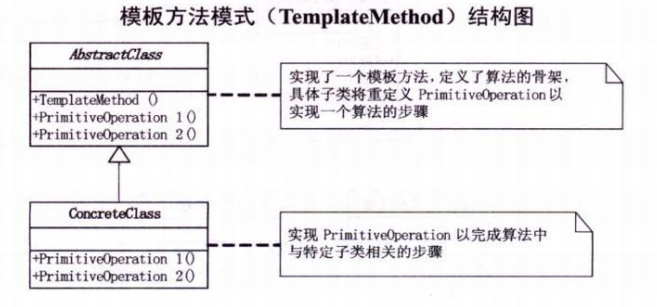 模板方法模式（TemplateMethod）结构图
AbstractClass
+TemplateMethod ()
+PrimitiveOperation 1()
+PrimitiveOperation 2()
实现了一个模板方法，定义了算法的骨架，
具体子类将重定义 PrimitiveOperation 以
实现一个算法的步骤
ConcreteClass
+PrimitiveOperation 1()
+PrimitiveOperation 2()
实现 PrimitiveOperation 以完成算法中
与特定子类相关的步骤